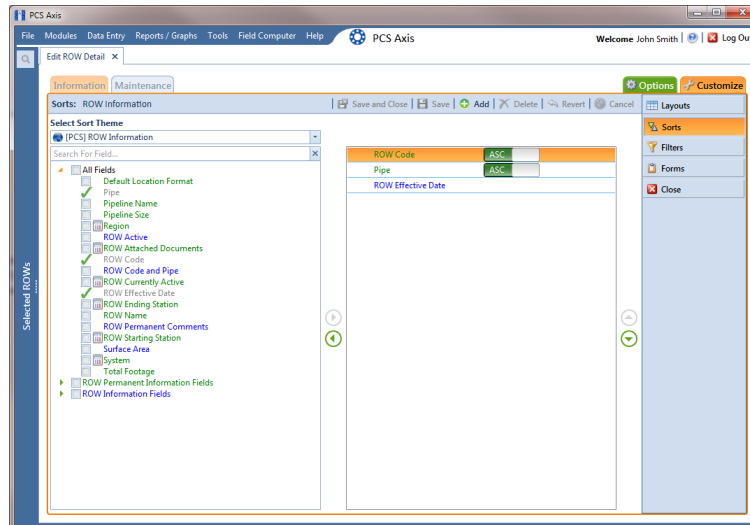 PCS Axis
File Modules Data Entry Reports / Graphs Tools Field Computer Help PCS Axis Welcome John Smith | | Log Ou
Edit ROW Detail X
Information Maintenance Options Customize
Sorts: ROW Information | Save and Close | Save | Add | Delete | Revert | Cancel
Layouts
Sorts
Filters
Forms
Close
Select Sort Theme
[PCS] ROW Information
Search For Field...
All Fields
Default Location Format
Pipe
Pipeline Name
Pipeline Size
Region
ROW Active
ROW Attached Documents
ROW Code
ROW Code and Pipe
ROW Currently Active
ROW Effective Date
ROW Ending Station
ROW Name
ROW Permanent Comments
ROW Starting Station
Surface Area
System
Total Footage
ROW Permanent Information Fields
ROW Information Fields
ROW Code ASC
Pipe ASC
ROW Effective Date
Selected ROWs